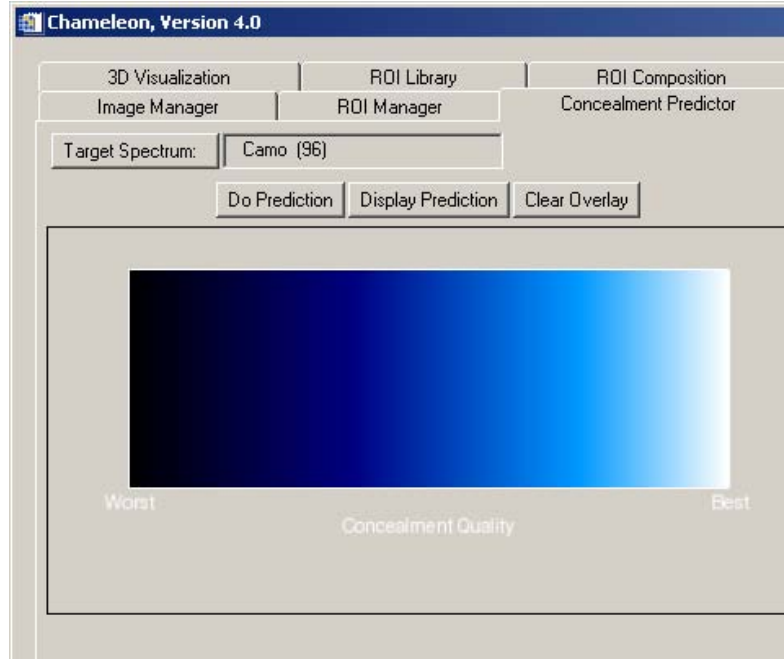 Chameleon, Version 4.0
3D Visualization ROI Library ROI Composition
Image Manager ROI Manager Concealment Predictor
Target Spectrum: Camo (96)
Do Prediction Display Prediction Clear Overlay
Worst Best
Concealment Quality